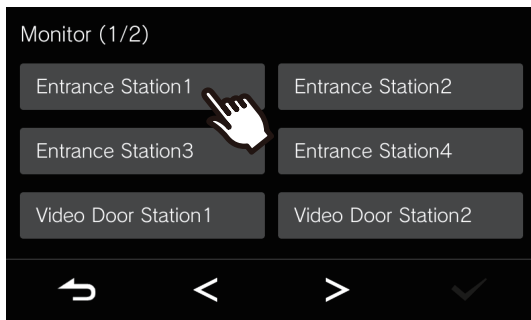 Monitor (1/2)
Entrance Station1
Entrance Station2
Entrance Station3
Entrance Station4
Video Door Station1
Video Door Station2